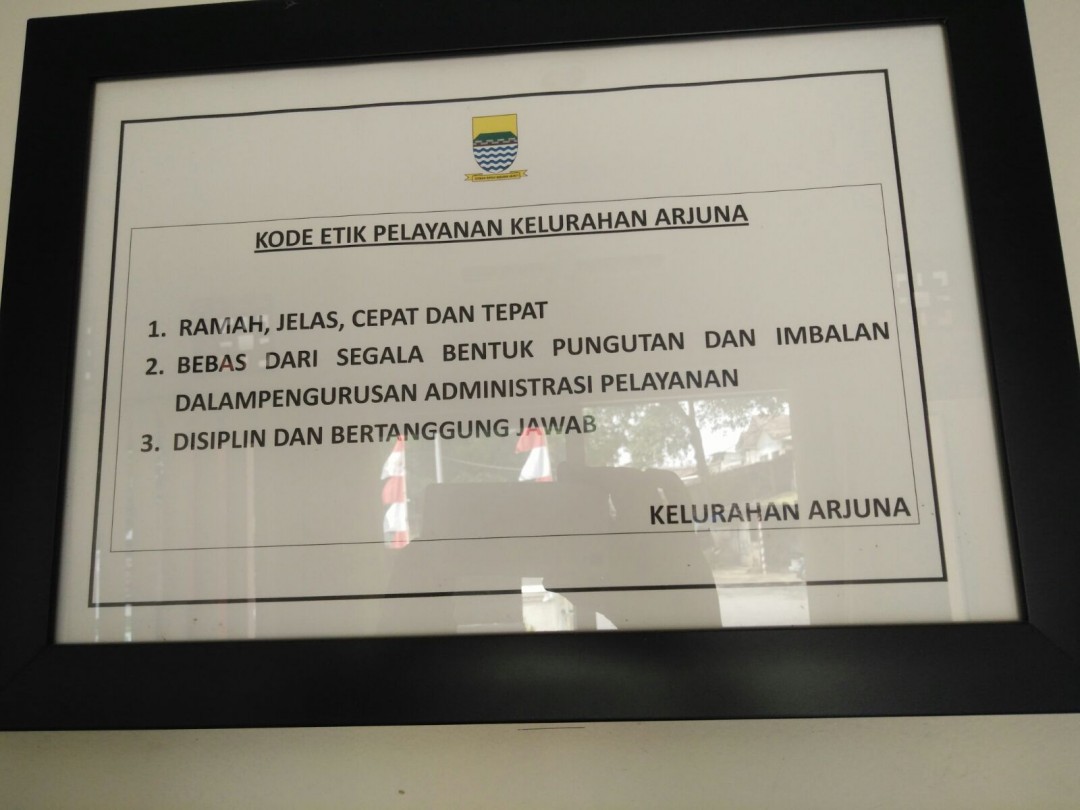 KODE ETIK PELAYANAN KELURAHAN ARJUNA
1. RAMAH, JELAS, CEPAT DAN TEPAT
2. BEBAS DARI SEGALA BENTUK PUNGUTAN DAN IMBALAN
DALAMPENGURUSAN ADMINISTRASI PELAYANAN
3. DISIPLIN DAN BERTANGGUNG JAWAB
KELURAHAN ARJUNA